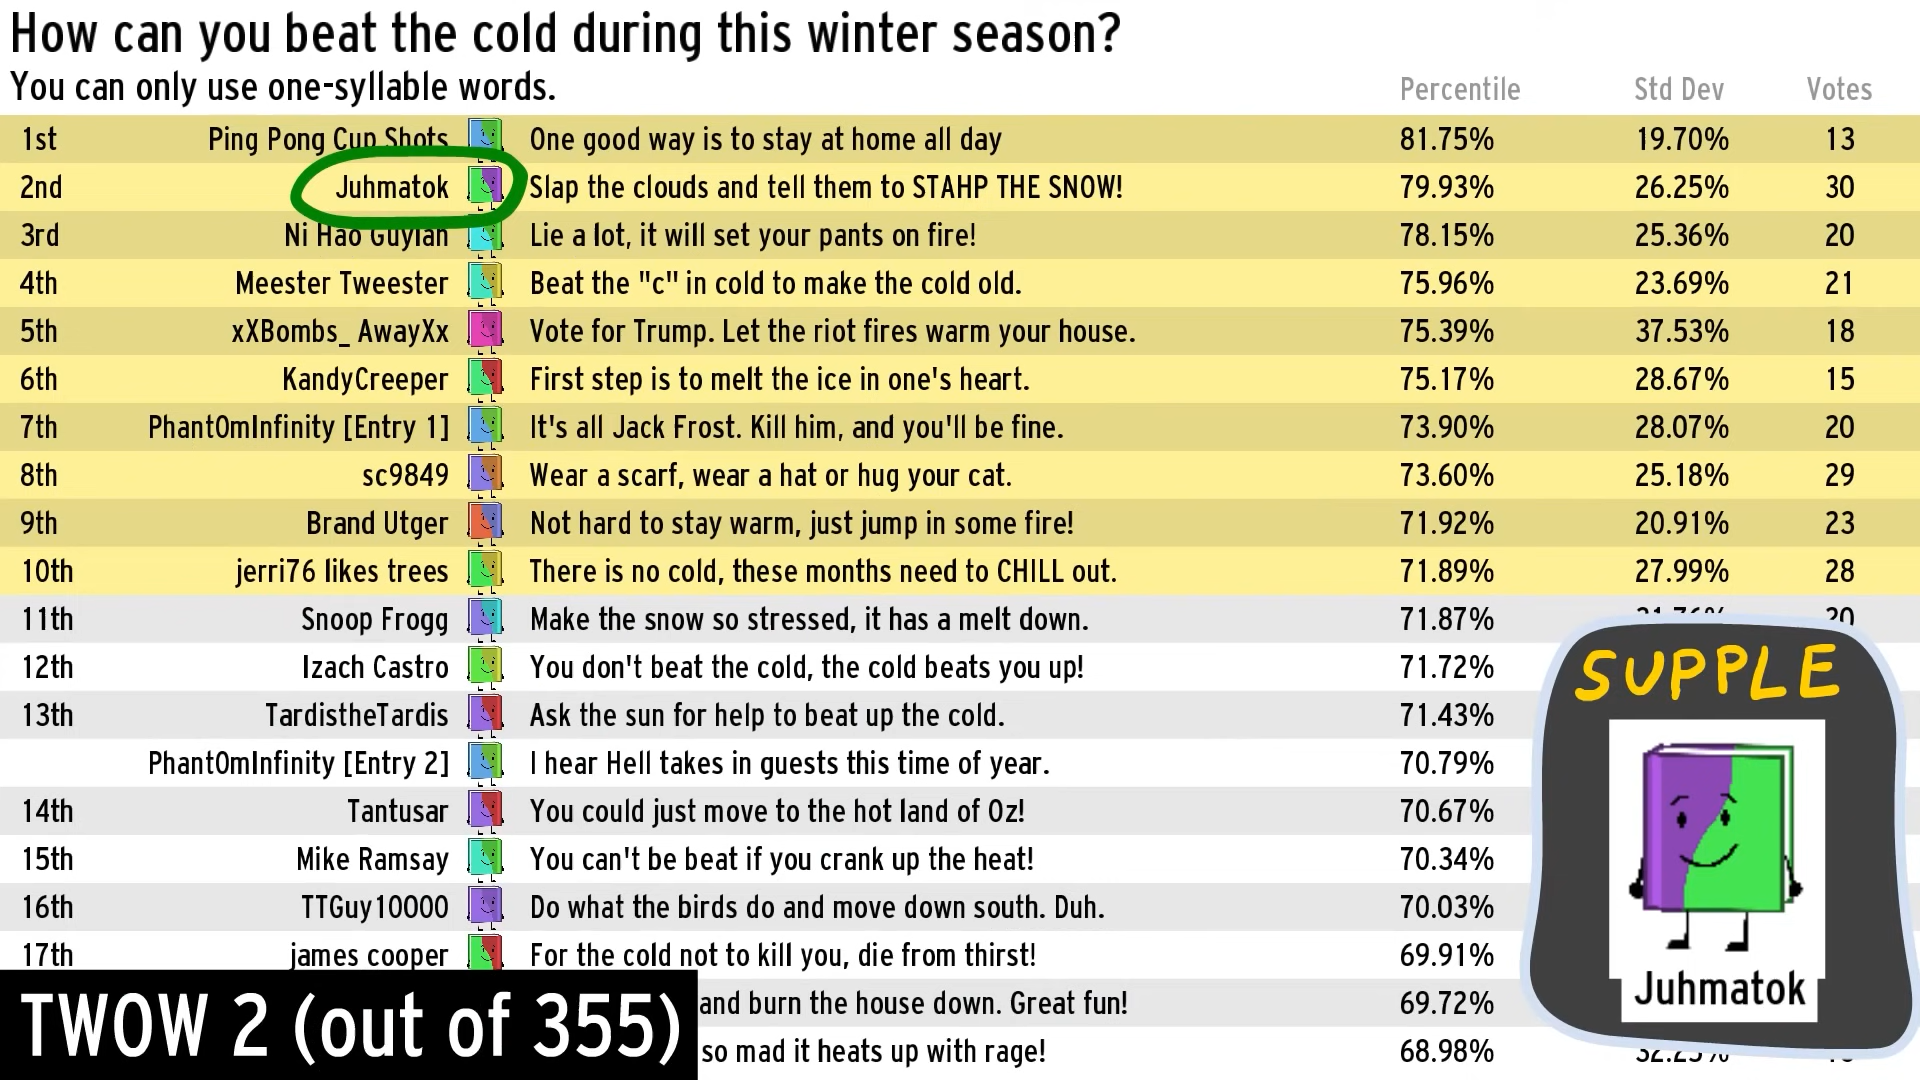 How can you beat the cold during this winter season?
You can only use one-syllable words.
Percentile Std Dev Votes
1st Ping Pong Cup Shots One good way is to stay at home all day 81.75% 19.70% 13
2nd Juhmatok Slap the clouds and tell them to STAHP THE SNOW! 79.93% 26.25% 30
3rd Ni Hao Guylan Lie a lot, it will set your pants on fire! 78.15% 25.36% 20
4th Meester Tweester Beat the "c" in cold to make the cold old. 75.96% 23.69% 21
5th xXBombs_ AwayXx Vote for Trump. Let the riot fires warm your house. 75.39% 37.53% 18
6th KandyCreeper First step is to melt the ice in one's heart. 75.17% 28.67% 15
7th Phant0mInfinity [Entry 1] It's all Jack Frost. Kill him, and you'll be fine. 73.90% 28.07% 20
8th sc9849 Wear a scarf, wear a hat or hug your cat. 73.60% 25.18% 29
9th Brand Utger Not hard to stay warm, just jump in some fire! 71.92% 20.91% 23
10th jerri76 likes trees There is no cold, these months need to CHILL out. 71.89% 27.99% 28
11th Snoop Frogg Make the snow so stressed, it has a melt down. 71.87%
12th Izach Castro You don't beat the cold, the cold beats you up! 71.72%
13th TardistheTardis Ask the sun for help to beat up the cold. 71.43%
Phant0mInfinity [Entry 2] I hear Hell takes in guests this time of year. 70.79%
14th Tantusar You could just move to the hot land of Oz! 70.67%
15th Mike Ramsay You can't be beat if you crank up the heat! 70.34%
16th TTGuy10000 Do what the birds do and move down south. Duh. 70.03%
17th james cooper For the cold not to kill you, die from thirst! 69.91%
and burn the house down. Great fun! 69.72%
so mad it heats up with rage! 68.98%
TWOW 2 (out of 355)
SUPPLE
Juhmatok